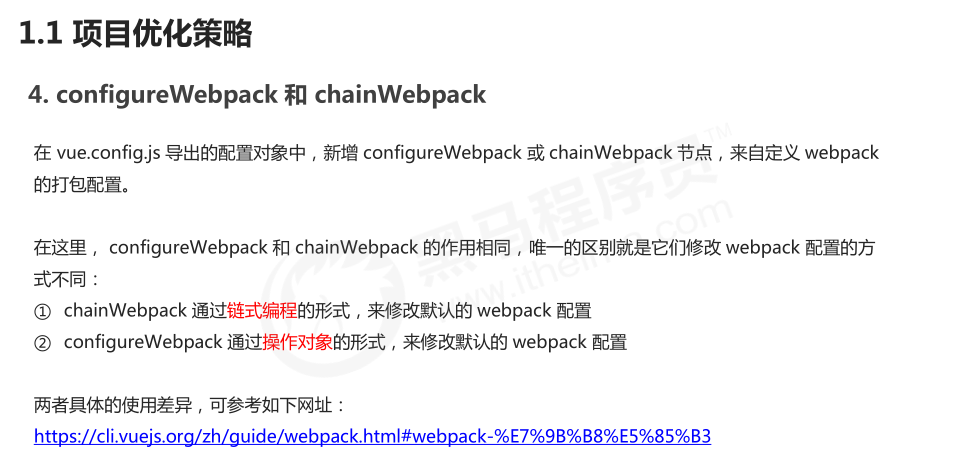 1.1 项目优化策略
4. configureWebpack 和 chainWebpack
在 vue.config.js 导出的配置对象中，新增 configureWebpack 或 chainWebpack 节点，来自定义 webpack
的打包配置。
在这里， configureWebpack 和 chainWebpack 的作用相同，唯一的区别就是它们修改 webpack 配置的方
式不同：
① chainWebpack 通过链式编程的形式，来修改默认的 webpack 配置
② configureWebpack 通过操作对象的形式，来修改默认的 webpack 配置
两者具体的使用差异，可参考如下网址：
https://cli.vuejs.org/zh/guide/webpack.html#webpack-%E7%9B%B8%E5%85%B3
黑马程序员™
www.itheima.com